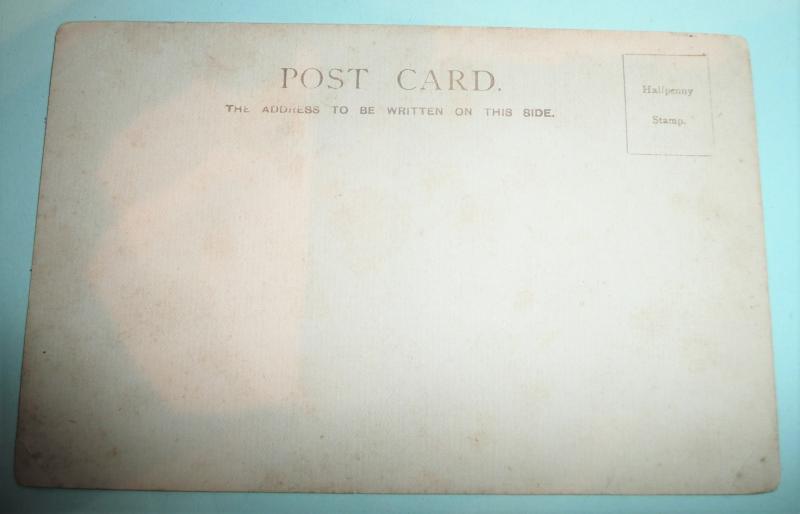 POST CARD.
THE ADDRESS TO BE WRITTEN ON THIS SIDE.
Halfpenny
Stamp.